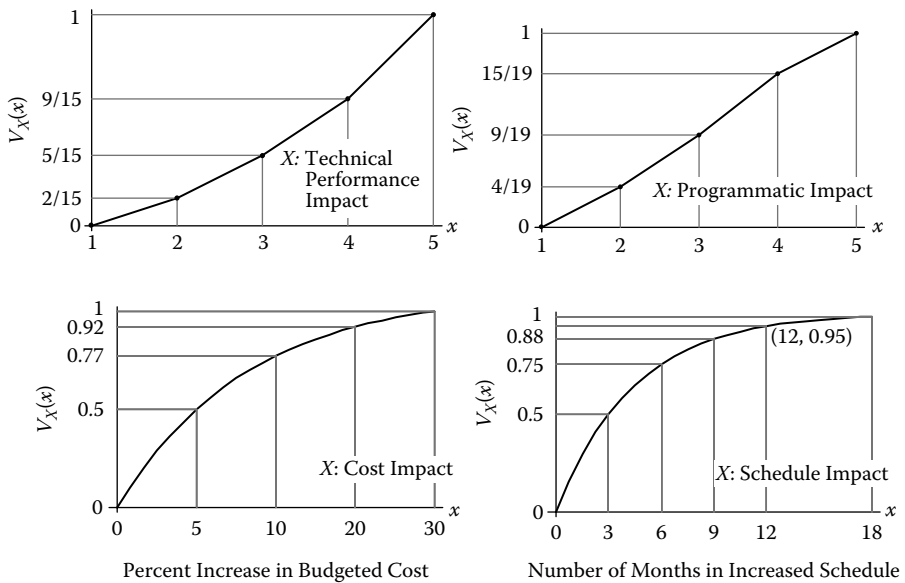 1
9/15
5/15
2/15
0
V_X(x)
X: Technical
Performance
Impact
1 2 3 4 5 x
1
15/19
9/19
4/19
0
V_X(x)
X: Programmatic Impact
1 2 3 4 5 x
1
0.92
0.77
0.5
0
V_X(x)
X: Cost Impact
0 5 10 20 30 x
Percent Increase in Budgeted Cost
1
0.88
0.75
0.5
0
V_X(x)
(12, 0.95)
X: Schedule Impact
0 3 6 9 12 18 x
Number of Months in Increased Schedule